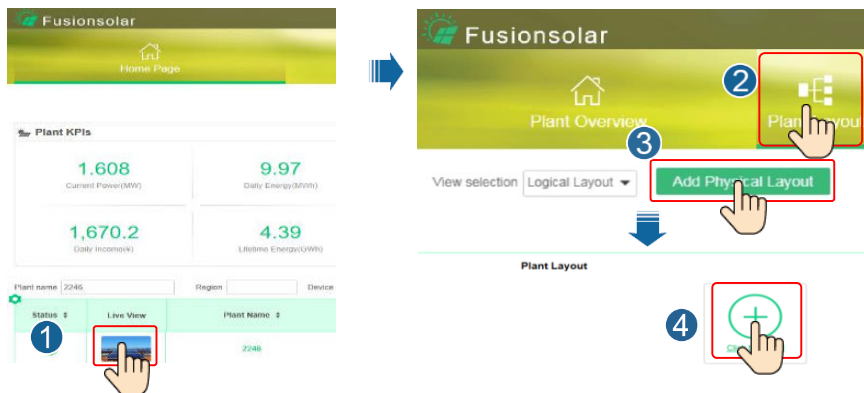 Fusionsolar
Home Page
Plant KPIs
1.608
Current Power(MW)
9.97
Daily Energy(MWh)
1,670.2
Daily Income(¥)
4.39
Lifetime Energy(GWh)
Plant name 2246 Region Device
Status Live View Plant Name
1
2246
Fusionsolar
2
Plant Overview
Plant Layout
3
View selection Logical Layout Add Physical Layout
Plant Layout
4